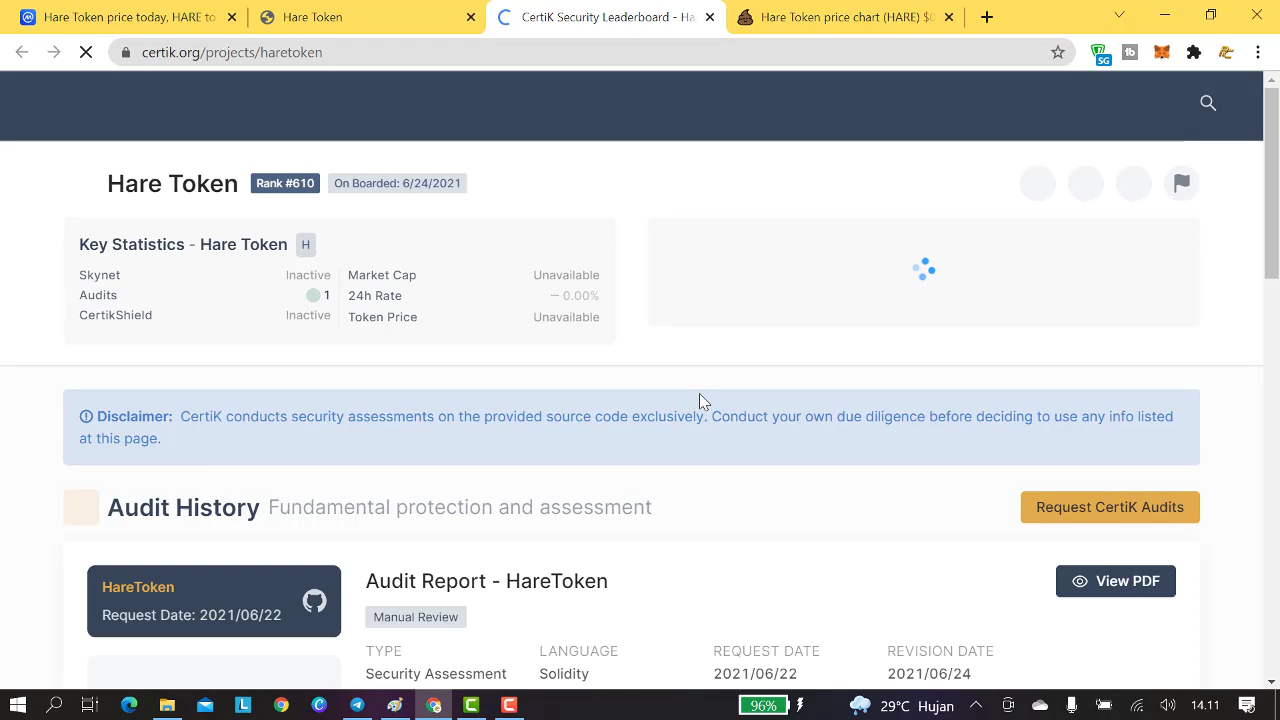 Hare Token price today, HARE to
Hare Token
CertiK Security Leaderboard - Ha
Hare Token price chart (HARE) $0
certik.org/projects/haretoken
SG
Hare Token
Rank #610
On Boarded: 6/24/2021
Key Statistics - Hare Token
H
Skynet
Inactive
Market Cap
Unavailable
Audits
1
24h Rate
— 0.00%
CertikShield
Inactive
Token Price
Unavailable
Disclaimer: CertiK conducts security assessments on the provided source code exclusively. Conduct your own due diligence before deciding to use any info listed
at this page.
Audit History Fundamental protection and assessment
Request CertiK Audits
HareToken
Request Date: 2021/06/22
Audit Report - HareToken
View PDF
Manual Review
TYPE
LANGUAGE
REQUEST DATE
REVISION DATE
Security Assessment
Solidity
2021/06/22
2021/06/24
96%
29°C Hujan
14.11